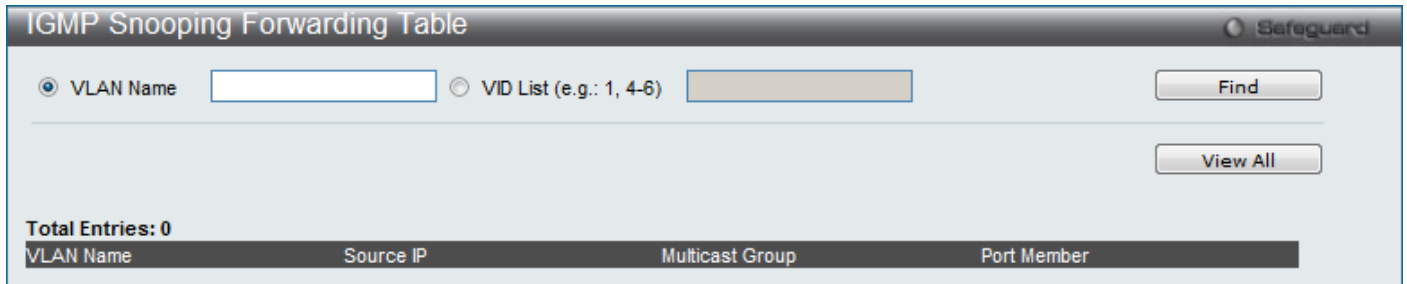 IGMP Snooping Forwarding Table
Safeguard
VLAN Name
VID List (e.g.: 1, 4-6)
Find
View All
Total Entries: 0
VLAN Name Source IP Multicast Group Port Member